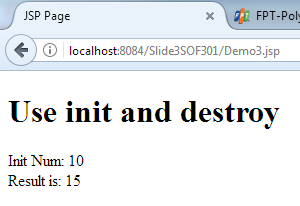 JSP Page
FPT-Poly
localhost:8084/Slide3SOF301/Demo3.jsp
Use init and destroy
Init Num: 10
Result is: 15